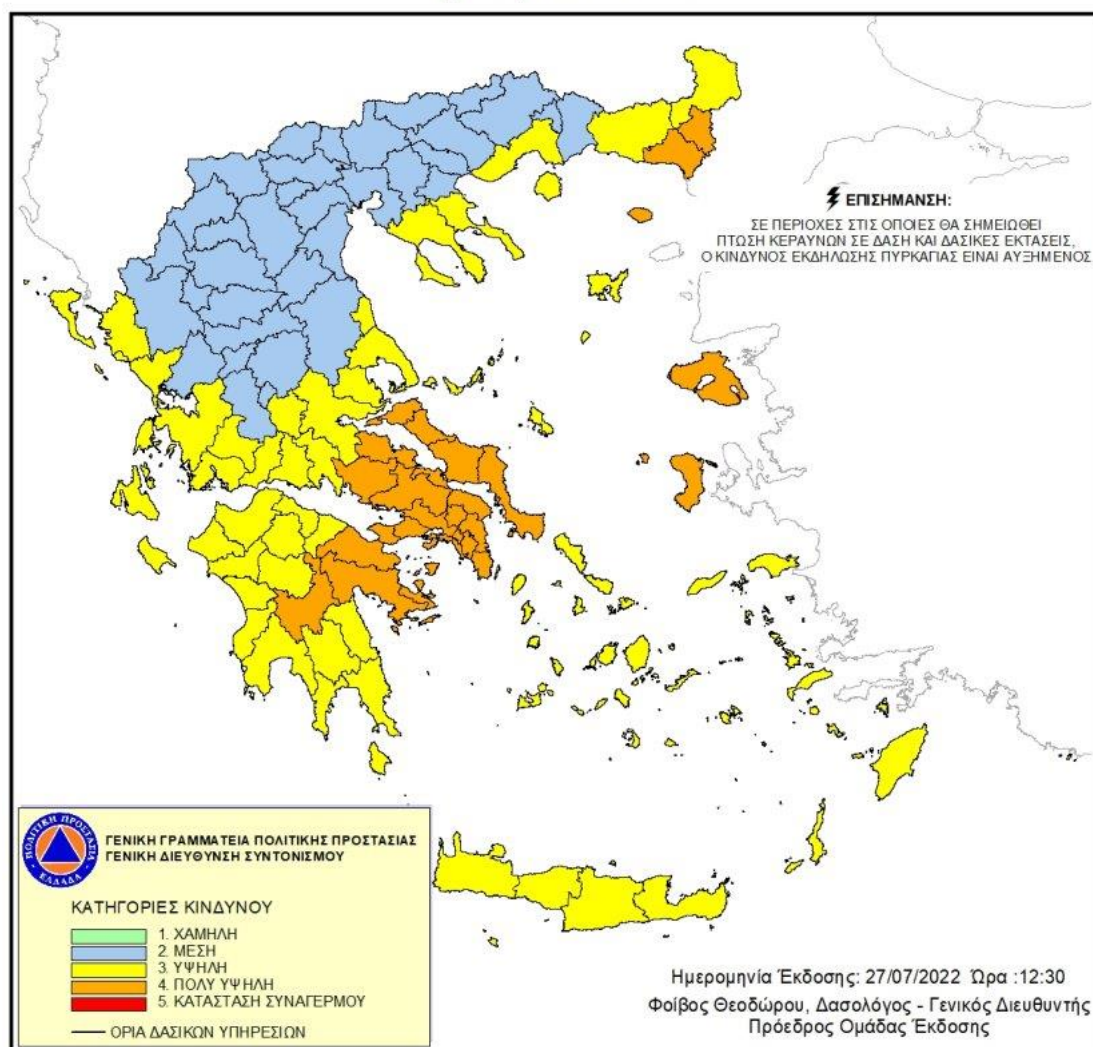 ΕΠΙΣΗΜΑΝΣΗ:
ΣΕ ΠΕΡΙΟΧΕΣ ΣΤΙΣ ΟΠΟΙΕΣ ΘΑ ΣΗΜΕΙΩΘΕΙ
ΠΤΩΣΗ ΚΕΡΑΥΝΩΝ ΣΕ ΔΑΣΗ ΚΑΙ ΔΑΣΙΚΕΣ ΕΚΤΑΣΕΙΣ,
Ο ΚΙΝΔΥΝΟΣ ΕΚΔΗΛΩΣΗΣ ΠΥΡΚΑΓΙΑΣ ΕΙΝΑΙ ΑΥΞΗΜΕΝΟΣ
ΠΟΛΙΤΙΚΗ ΠΡΟΣΤΑΣΙΑ
ΕΛΛΑΔΑ
ΓΕΝΙΚΗ ΓΡΑΜΜΑΤΕΙΑ ΠΟΛΙΤΙΚΗΣ ΠΡΟΣΤΑΣΙΑΣ
ΓΕΝΙΚΗ ΔΙΕΥΘΥΝΣΗ ΣΥΝΤΟΝΙΣΜΟΥ
ΚΑΤΗΓΟΡΙΕΣ ΚΙΝΔΥΝΟΥ
1. ΧΑΜΗΛΗ
2. ΜΕΣΗ
3. ΥΨΗΛΗ
4. ΠΟΛΥ ΥΨΗΛΗ
5. ΚΑΤΑΣΤΑΣΗ ΣΥΝΑΓΕΡΜΟΥ
ΟΡΙΑ ΔΑΣΙΚΩΝ ΥΠΗΡΕΣΙΩΝ
Ημερομηνία Έκδοσης: 27/07/2022 Ώρα :12:30
Φοίβος Θεοδώρου, Δασολόγος - Γενικός Διευθυντής
Πρόεδρος Ομάδας Έκδοσης